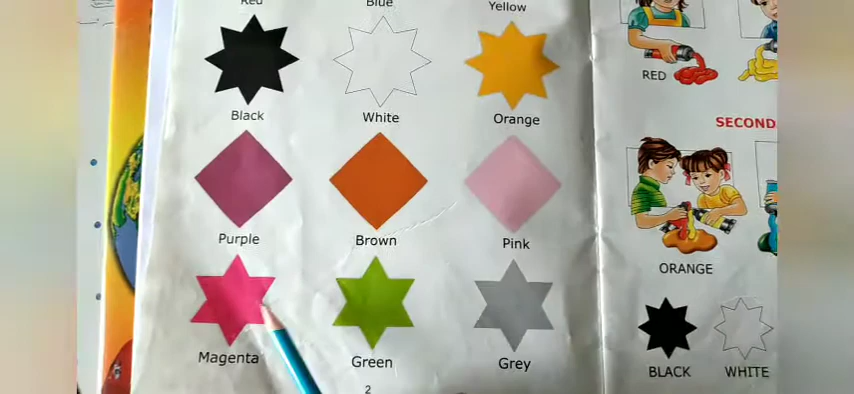 Red Blue Yellow
Black White Orange
Purple Brown Pink
Magenta Green Grey
2
RED
SECOND
ORANGE
BLACK WHITE